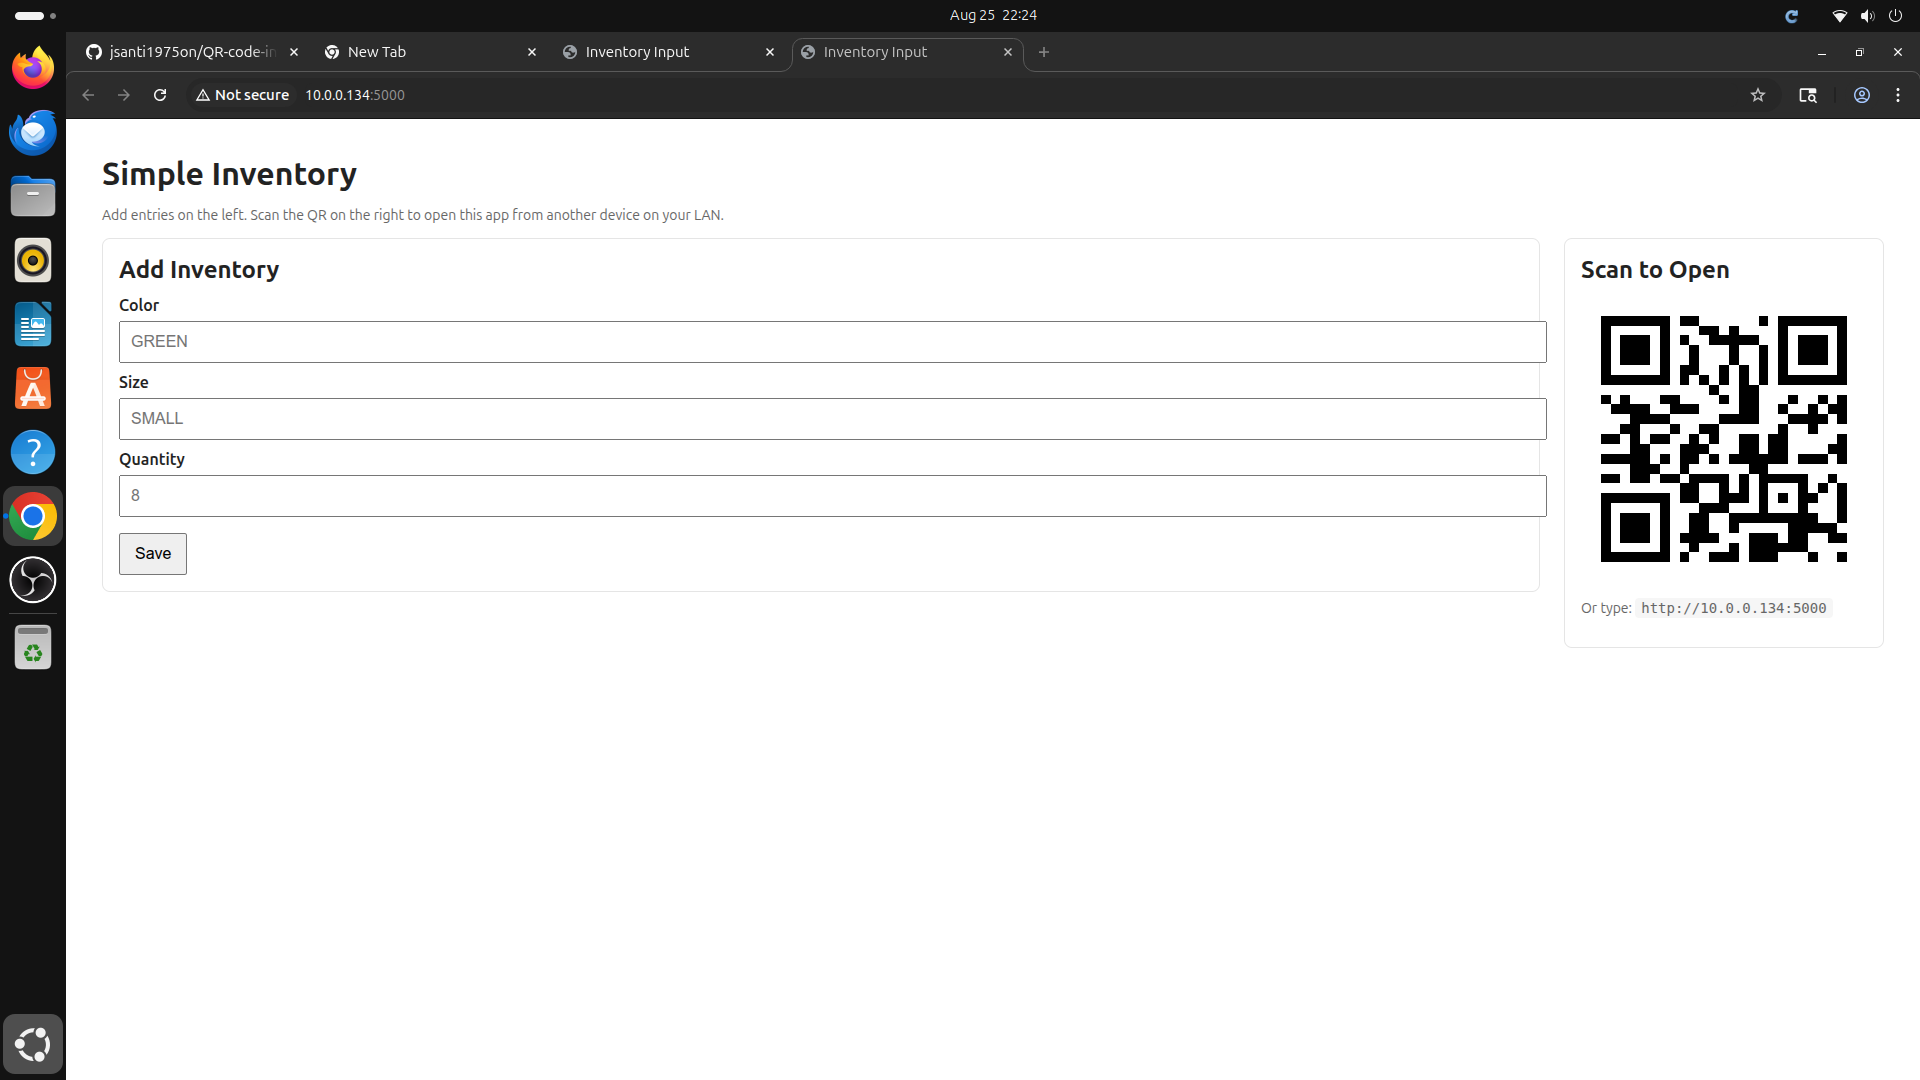 Aug 25 22:24
jsanti1975on/QR-code-in
New Tab
Inventory Input
Inventory Input
Not secure
10.0.0.134:5000
Simple Inventory
Add entries on the left. Scan the QR on the right to open this app from another device on your LAN.
Add Inventory
Color
GREEN
Size
SMALL
Quantity
8
Save
Scan to Open
Or type: http://10.0.0.134:5000